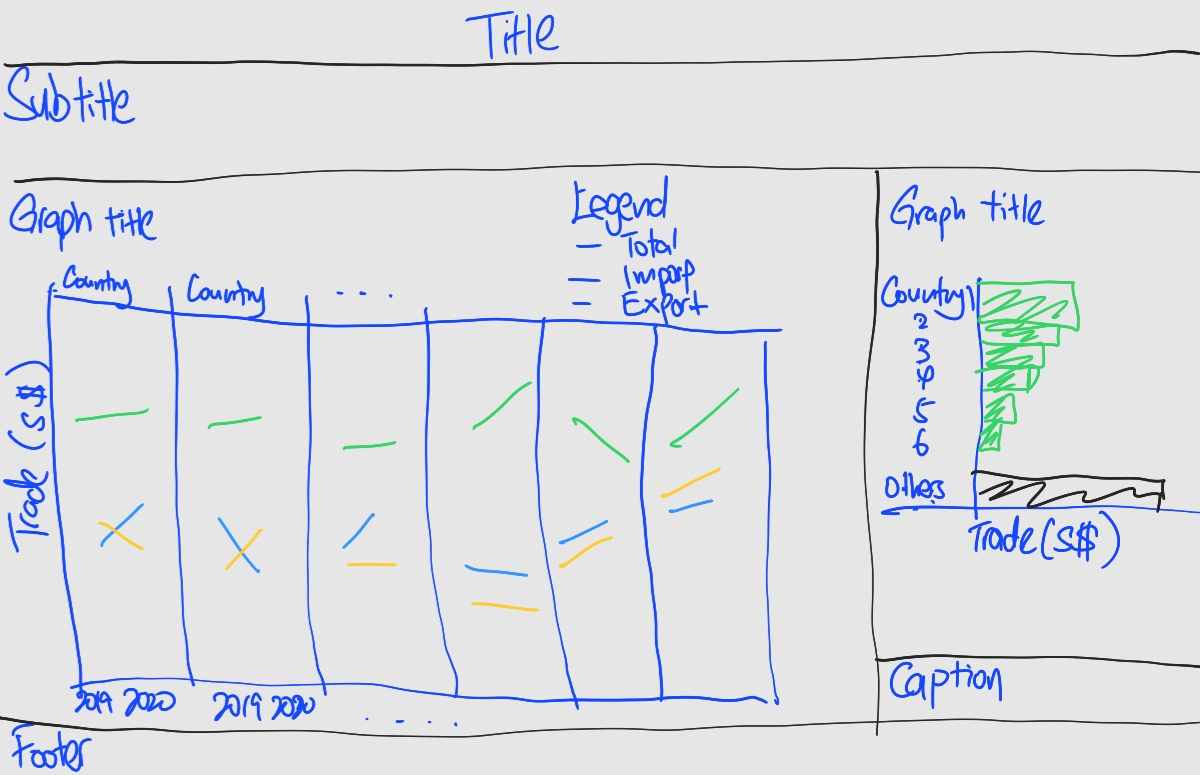 Title
Subtitle
Graph title
Legend
Total
Import
Export
Country
Country
....
Trade (S$)
2019 2020
2019 2020
. - . .
Footer
Graph title
Country 1
2
3
4
5
6
Others
Trade (S$)
Caption